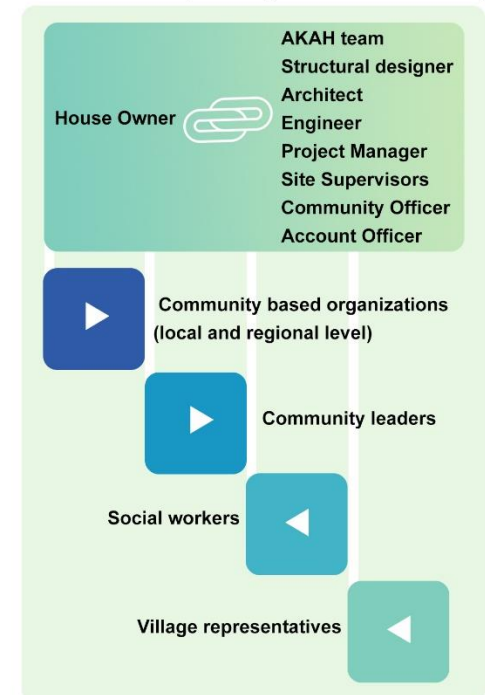 House Owner
AKAH team
Structural designer
Architect
Engineer
Project Manager
Site Supervisors
Community Officer
Account Officer
Community based organizations
(local and regional level)
Community leaders
Social workers
Village representatives